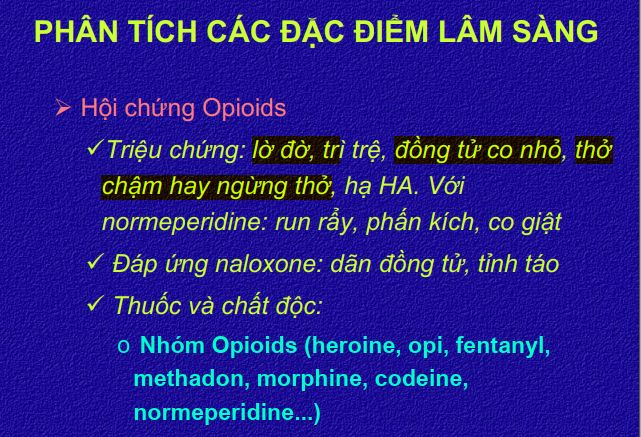 PHÂN TÍCH CÁC ĐẶC ĐIỂM LÂM SÀNG
➢ Hội chứng Opioids
✓Triệu chứng: lờ đờ, trì trệ, đồng tử co nhỏ, thở
chậm hay ngừng thở, hạ HA. Với
normeperidine: run rẩy, phấn kích, co giật
✓ Đáp ứng naloxone: dãn đồng tử, tỉnh táo
✓ Thuốc và chất độc:
o Nhóm Opioids (heroine, opi, fentanyl,
methadon, morphine, codeine,
normeperidine...)